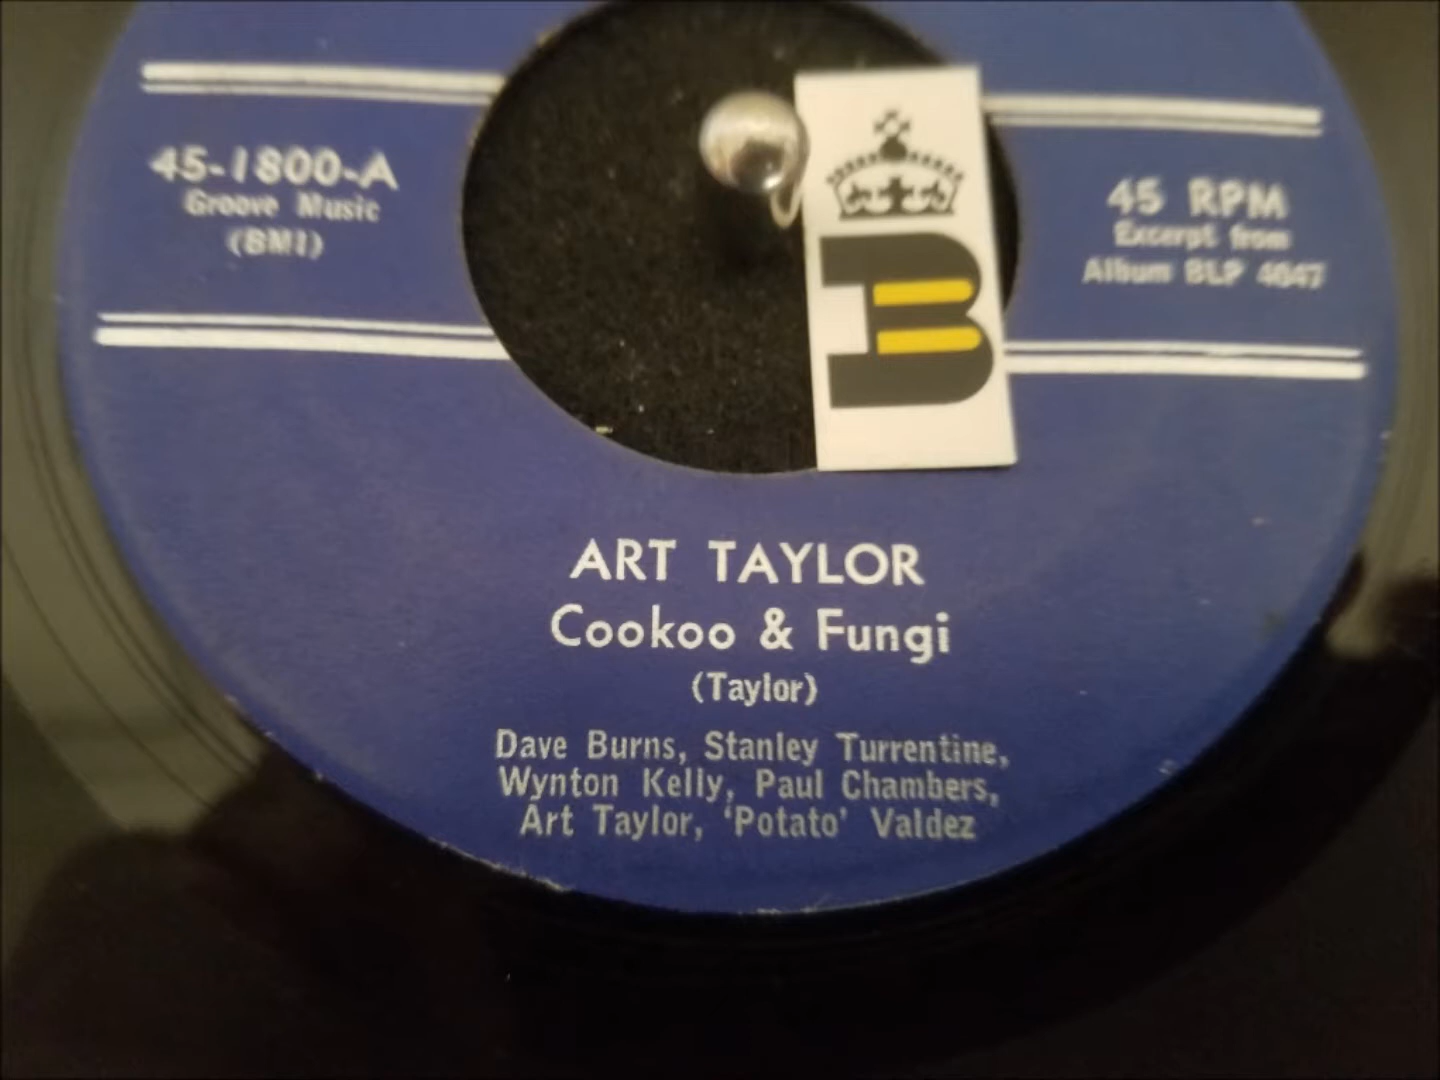 45-1800-A
Groove Music
(BMI)
45 RPM
Excerpt from
Album BLP 4047
B
ART TAYLOR
Cookoo & Fungi
(Taylor)
Dave Burns, Stanley Turrentine,
Wynton Kelly, Paul Chambers,
Art Taylor, 'Potato' Valdez